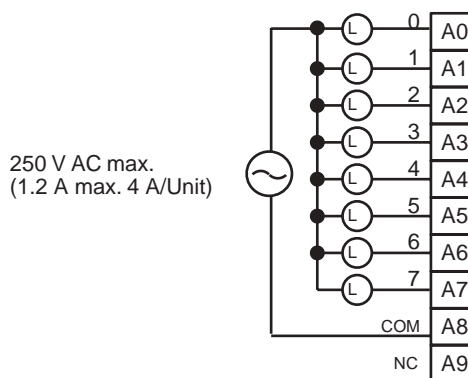 L 0 A0
L 1 A1
L 2 A2
L 3 A3
250 V AC max.
(1.2 A max. 4 A/Unit)
L 4 A4
L 5 A5
L 6 A6
L 7 A7
COM A8
NC A9